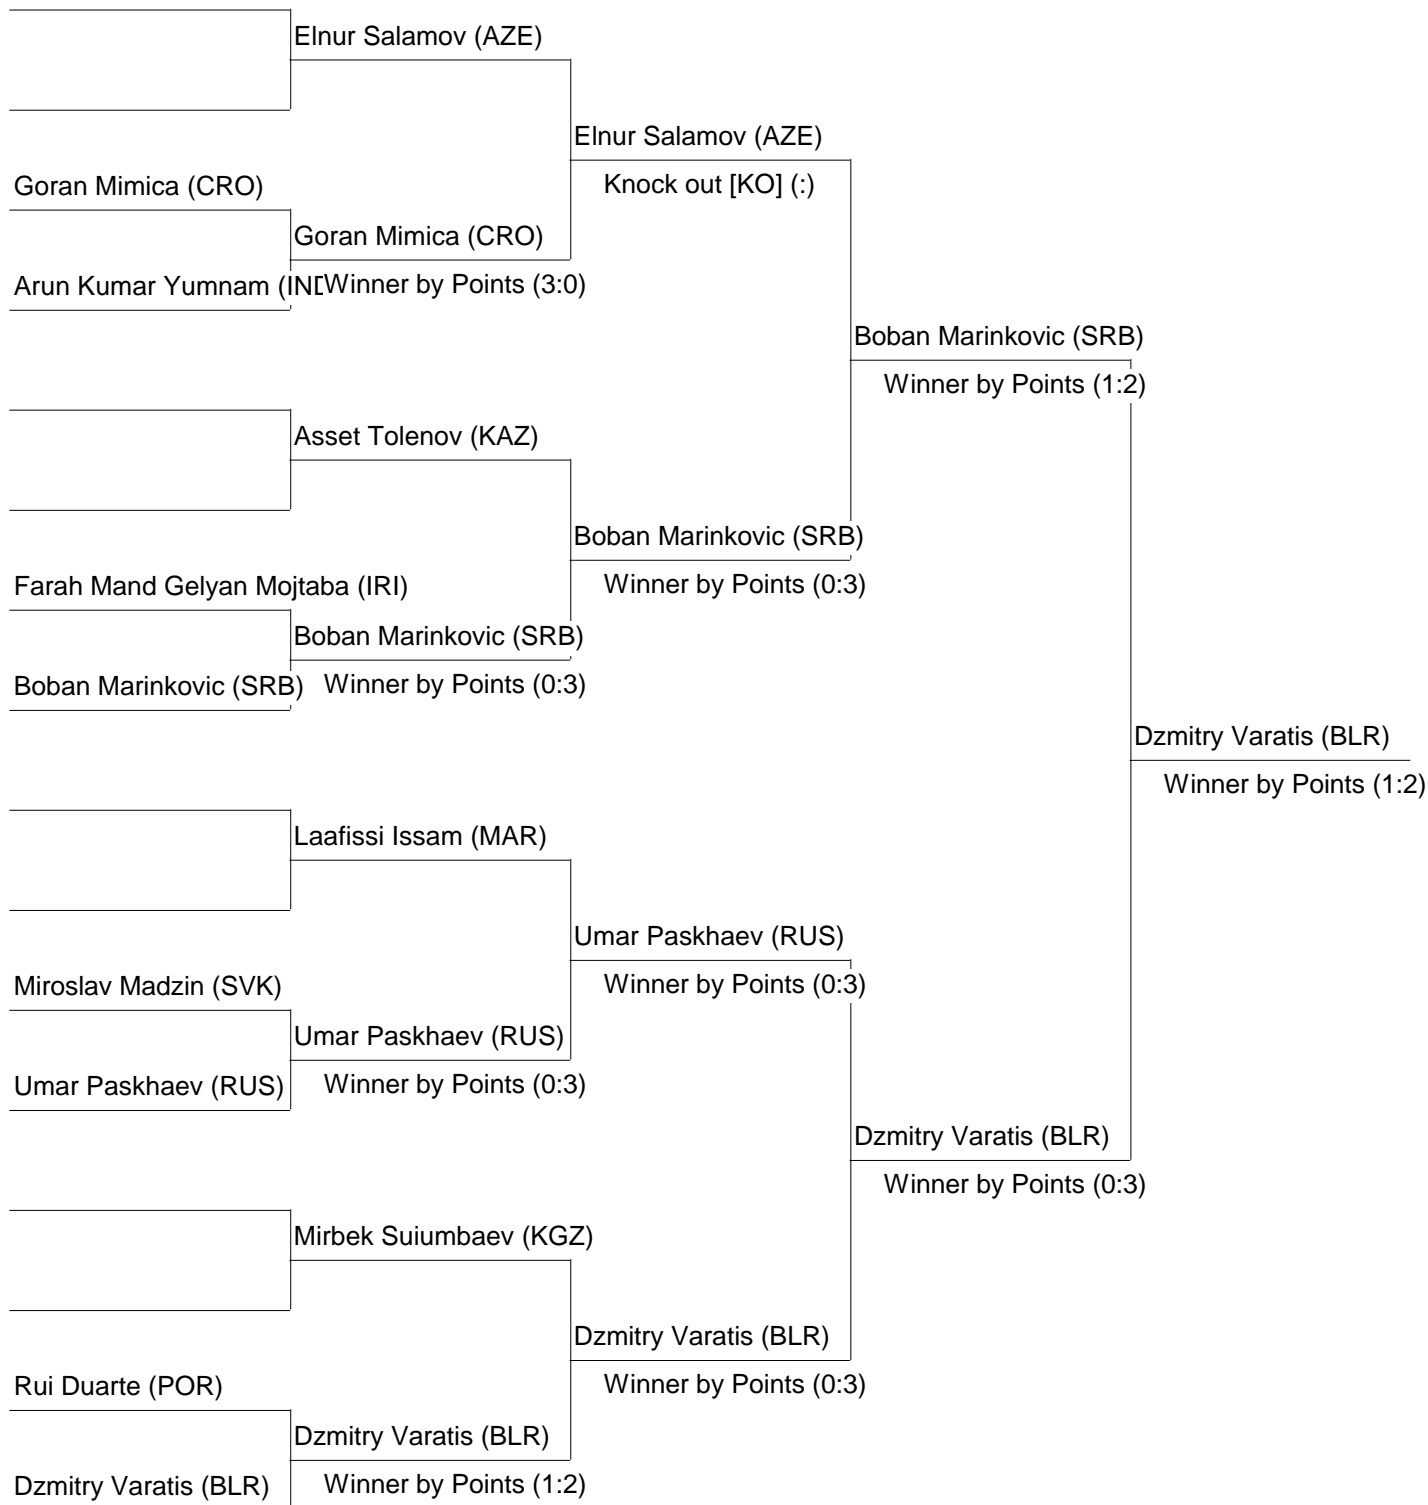 Elnur Salamov (AZE)
Elnur Salamov (AZE)
Knock out [KO] (:)
Goran Mimica (CRO)
Goran Mimica (CRO)
Arun Kumar Yumnam (IND
Winner by Points (3:0)
Boban Marinkovic (SRB)
Winner by Points (1:2)
Asset Tolenov (KAZ)
Boban Marinkovic (SRB)
Winner by Points (0:3)
Farah Mand Gelyan Mojtaba (IRI)
Boban Marinkovic (SRB)
Boban Marinkovic (SRB)
Winner by Points (0:3)
Dzmitry Varatis (BLR)
Winner by Points (1:2)
Laafissi Issam (MAR)
Umar Paskhaev (RUS)
Winner by Points (0:3)
Miroslav Madzin (SVK)
Umar Paskhaev (RUS)
Umar Paskhaev (RUS)
Winner by Points (0:3)
Dzmitry Varatis (BLR)
Winner by Points (0:3)
Mirbek Suiumbaev (KGZ)
Dzmitry Varatis (BLR)
Winner by Points (0:3)
Rui Duarte (POR)
Dzmitry Varatis (BLR)
Dzmitry Varatis (BLR)
Winner by Points (1:2)